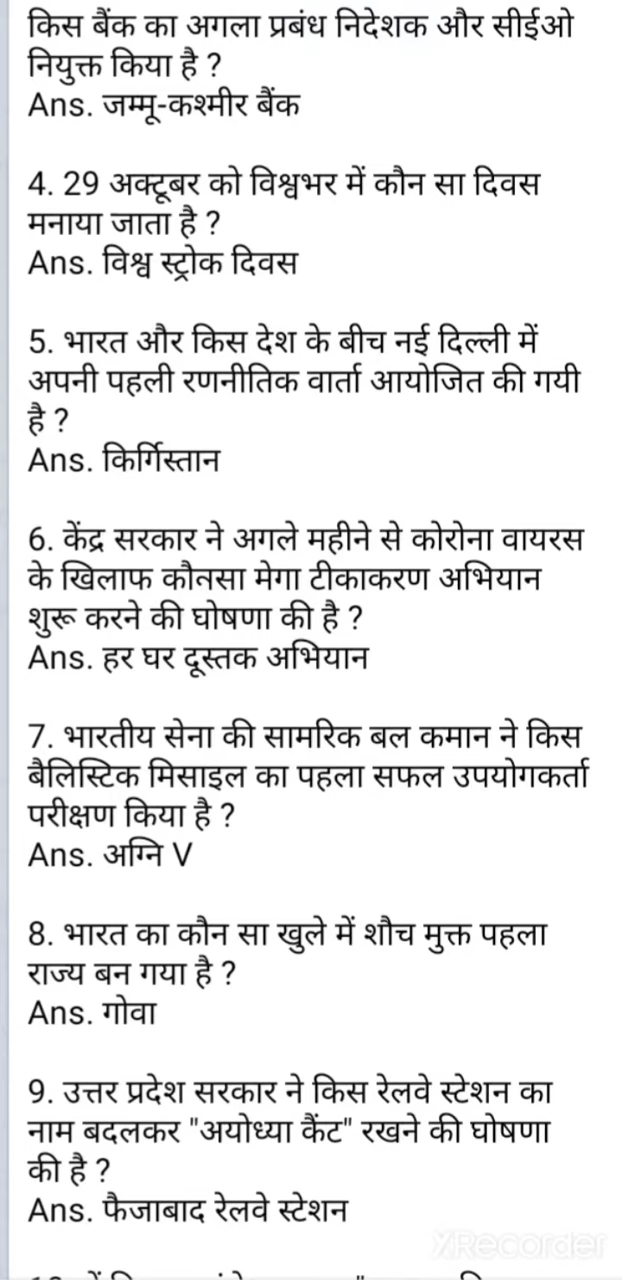 किस बैंक का अगला प्रबंध निदेशक और सीईओ
नियुक्त किया है ?
Ans. जम्मू-कश्मीर बैंक
4. 29 अक्टूबर को विश्वभर में कौन सा दिवस
मनाया जाता है ?
Ans. विश्व स्ट्रोक दिवस
5. भारत और किस देश के बीच नई दिल्ली में
अपनी पहली रणनीतिक वार्ता आयोजित की गयी
है ?
Ans. किर्गिस्तान
6. केंद्र सरकार ने अगले महीने से कोरोना वायरस
के खिलाफ कौनसा मेगा टीकाकरण अभियान
शुरू करने की घोषणा की है ?
Ans. हर घर दूस्तक अभियान
7. भारतीय सेना की सामरिक बल कमान ने किस
बैलिस्टिक मिसाइल का पहला सफल उपयोगकर्ता
परीक्षण किया है ?
Ans. अग्नि V
8. भारत का कौन सा खुले में शौच मुक्त पहला
राज्य बन गया है ?
Ans. गोवा
9. उत्तर प्रदेश सरकार ने किस रेलवे स्टेशन का
नाम बदलकर "अयोध्या कैंट" रखने की घोषणा
की है ?
Ans. फैजाबाद रेलवे स्टेशन
XRecorder